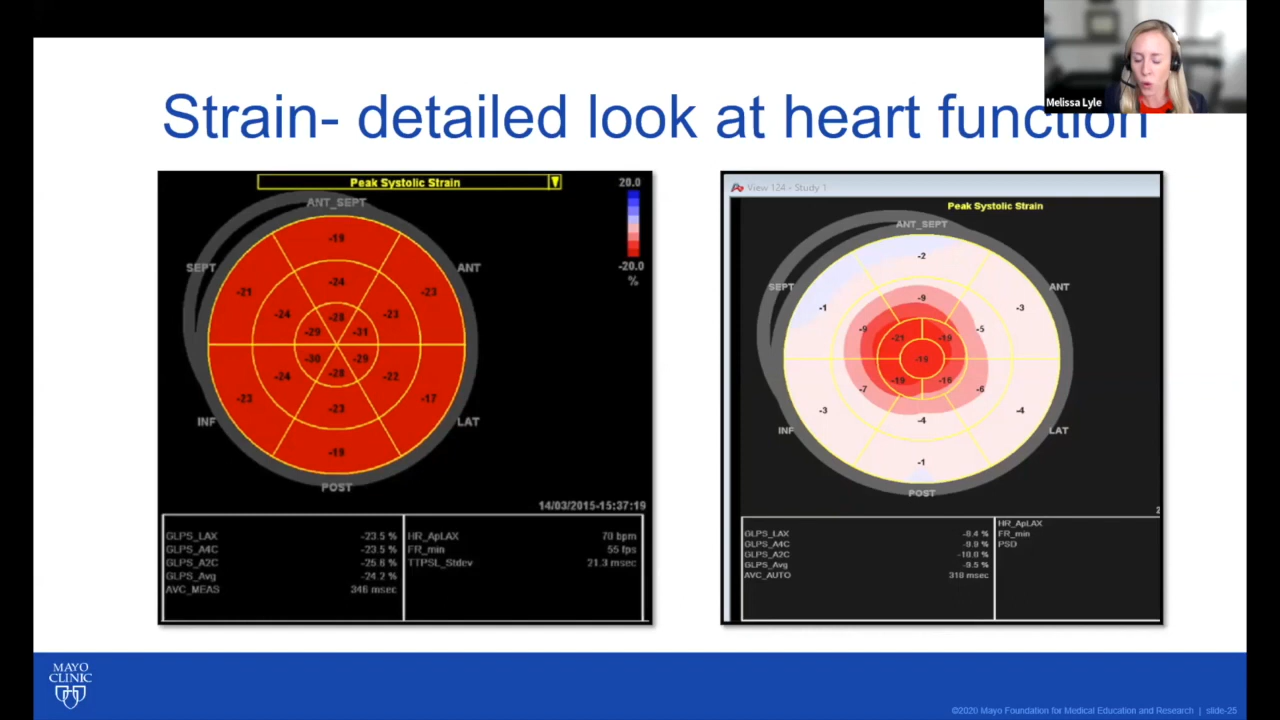 Melissa Lyle
Strain- detailed look at heart function
Peak Systolic Strain
20.0
-20.0
%
ANT_SEPT
SEPT
ANT
INF
LAT
POST
-19
-21
-23
-24
-24
-23
-28
-29
-31
-30
-29
-28
-24
-22
-23
-23
-17
-19
14/03/2015-15:37:19
GLPS_LAX -23.5 %
GLPS_A4C -23.5 %
GLPS_A2C -25.6 %
GLPS_Avg -24.2 %
AVC_MEAS 346 msec
HR_ApLAX 70 bpm
FR_min 55 fps
TTPSL_Stdev 21.3 msec
View 124 - Study 1
Peak Systolic Strain
ANT_SEPT
SEPT
ANT
INF
LAT
POST
-2
-1
-3
-9
-9
-5
-21
-19
-19
-19
-16
-7
-6
-4
-3
-4
-1
GLPS_LAX -8.4 %
GLPS_A4C -9.9 %
GLPS_A2C -10.0 %
GLPS_Avg -9.5 %
AVC_AUTO 318 msec
HR_ApLAX
FR_min
PSD
2
MAYO
CLINIC
©2020 Mayo Foundation for Medical Education and Research | slide-25